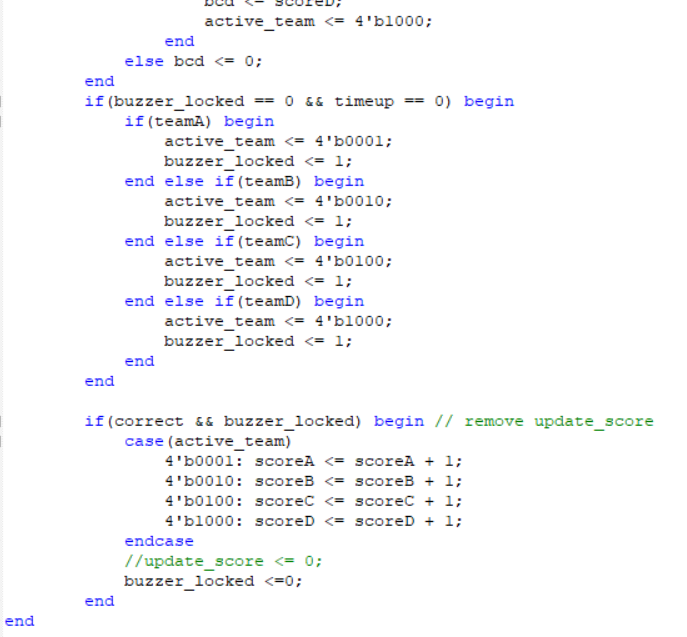 bcd <= scoreD;
active_team <= 4'b1000;
end
else bcd <= 0;
end
if(buzzer_locked == 0 && timeup == 0) begin
if(teamA) begin
active_team <= 4'b0001;
buzzer_locked <= 1;
end else if(teamB) begin
active_team <= 4'b0010;
buzzer_locked <= 1;
end else if(teamC) begin
active_team <= 4'b0100;
buzzer_locked <= 1;
end else if(teamD) begin
active_team <= 4'b1000;
buzzer_locked <= 1;
end
end
if(correct && buzzer_locked) begin // remove update_score
case(active_team)
4'b0001: scoreA <= scoreA + 1;
4'b0010: scoreB <= scoreB + 1;
4'b0100: scoreC <= scoreC + 1;
4'b1000: scoreD <= scoreD + 1;
endcase
//update_score <= 0;
buzzer_locked <=0;
end
end